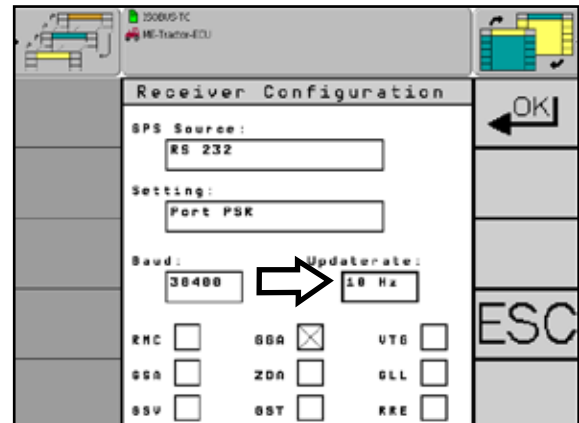 ISOBUS-TC
ME-Tractor-ECU
Receiver Configuration
OK
GPS Source:
RS 232
Setting:
Port PSR
Baud: Updaterate:
38400 10 Hz
ESC
RMC GGA VTG
GSA ZDA GLL
GSV GST RRE